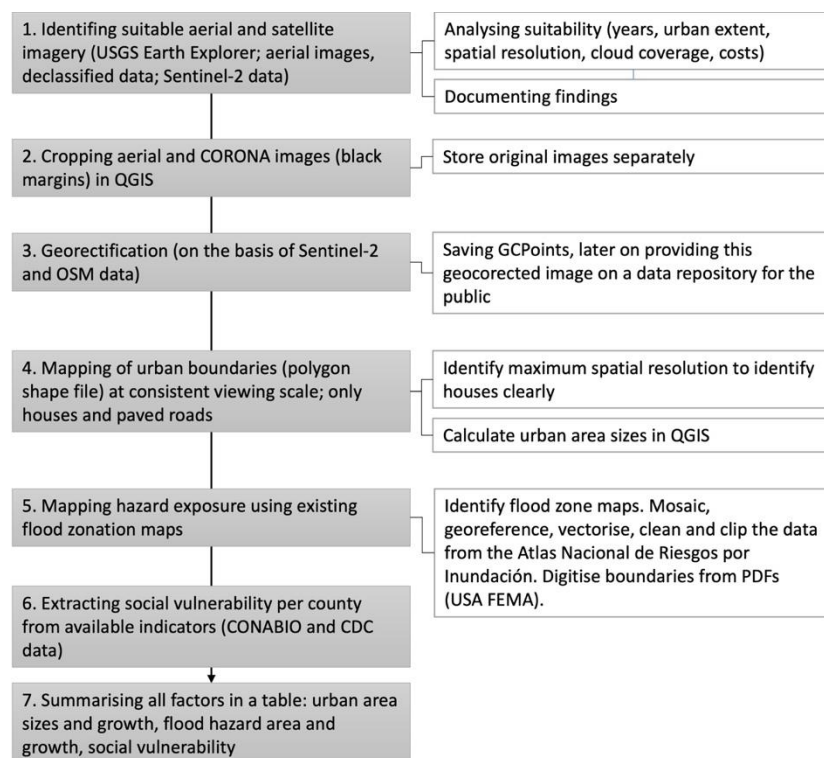 1. Identifing suitable aerial and satellite
imagery (USGS Earth Explorer; aerial images,
declassified data; Sentinel-2 data)
Analysing suitability (years, urban extent,
spatial resolution, cloud coverage, costs)
Documenting findings
2. Cropping aerial and CORONA images (black
margins) in QGIS
Store original images separately
3. Georectification (on the basis of Sentinel-2
and OSM data)
Saving GCPoints, later on providing this
geocorected image on a data repository for the
public
4. Mapping of urban boundaries (polygon
shape file) at consistent viewing scale; only
houses and paved roads
Identify maximum spatial resolution to identify
houses clearly
Calculate urban area sizes in QGIS
5. Mapping hazard exposure using existing
flood zonation maps
Identify flood zone maps. Mosaic,
georeference, vectorise, clean and clip the data
from the Atlas Nacional de Riesgos por
Inundación. Digitise boundaries from PDFs
(USA FEMA).
6. Extracting social vulnerability per county
from available indicators (CONABIO and CDC
data)
7. Summarising all factors in a table: urban area
sizes and growth, flood hazard area and
growth, social vulnerability